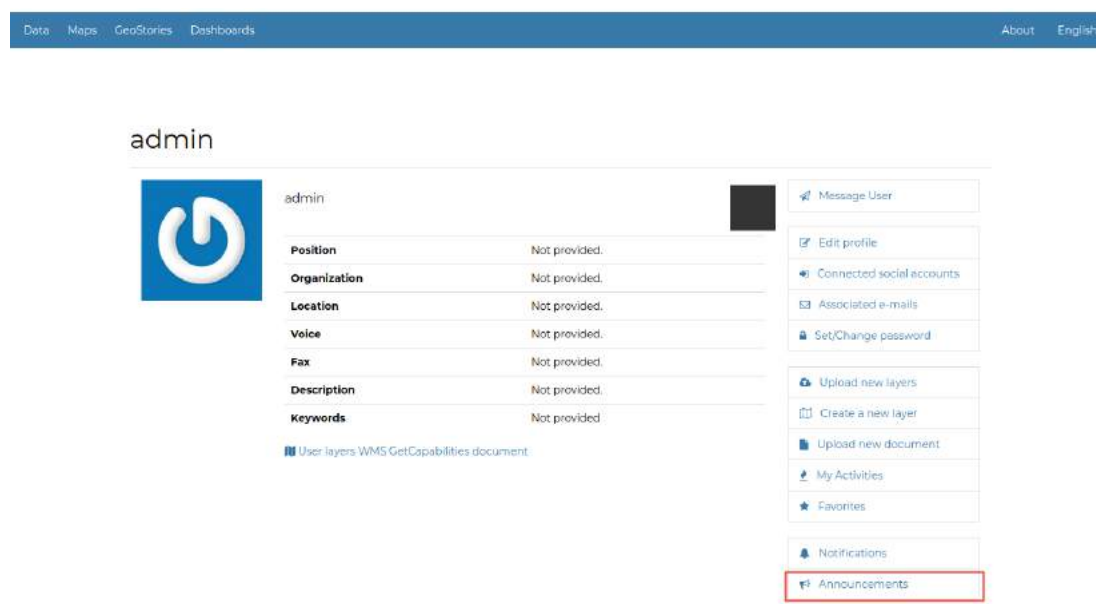 Data Maps GeoStories Dashboards About English
admin
admin
Position Not provided.
Organization Not provided.
Location Not provided.
Voice Not provided.
Fax Not provided.
Description Not provided.
Keywords Not provided
User layers WMS GetCapabilities document
Message User
Edit profile
Connected social accounts
Associated e-mails
Set/Change password
Upload new layers
Create a new layer
Upload new document
My Activities
Favorites
Notifications
Announcements